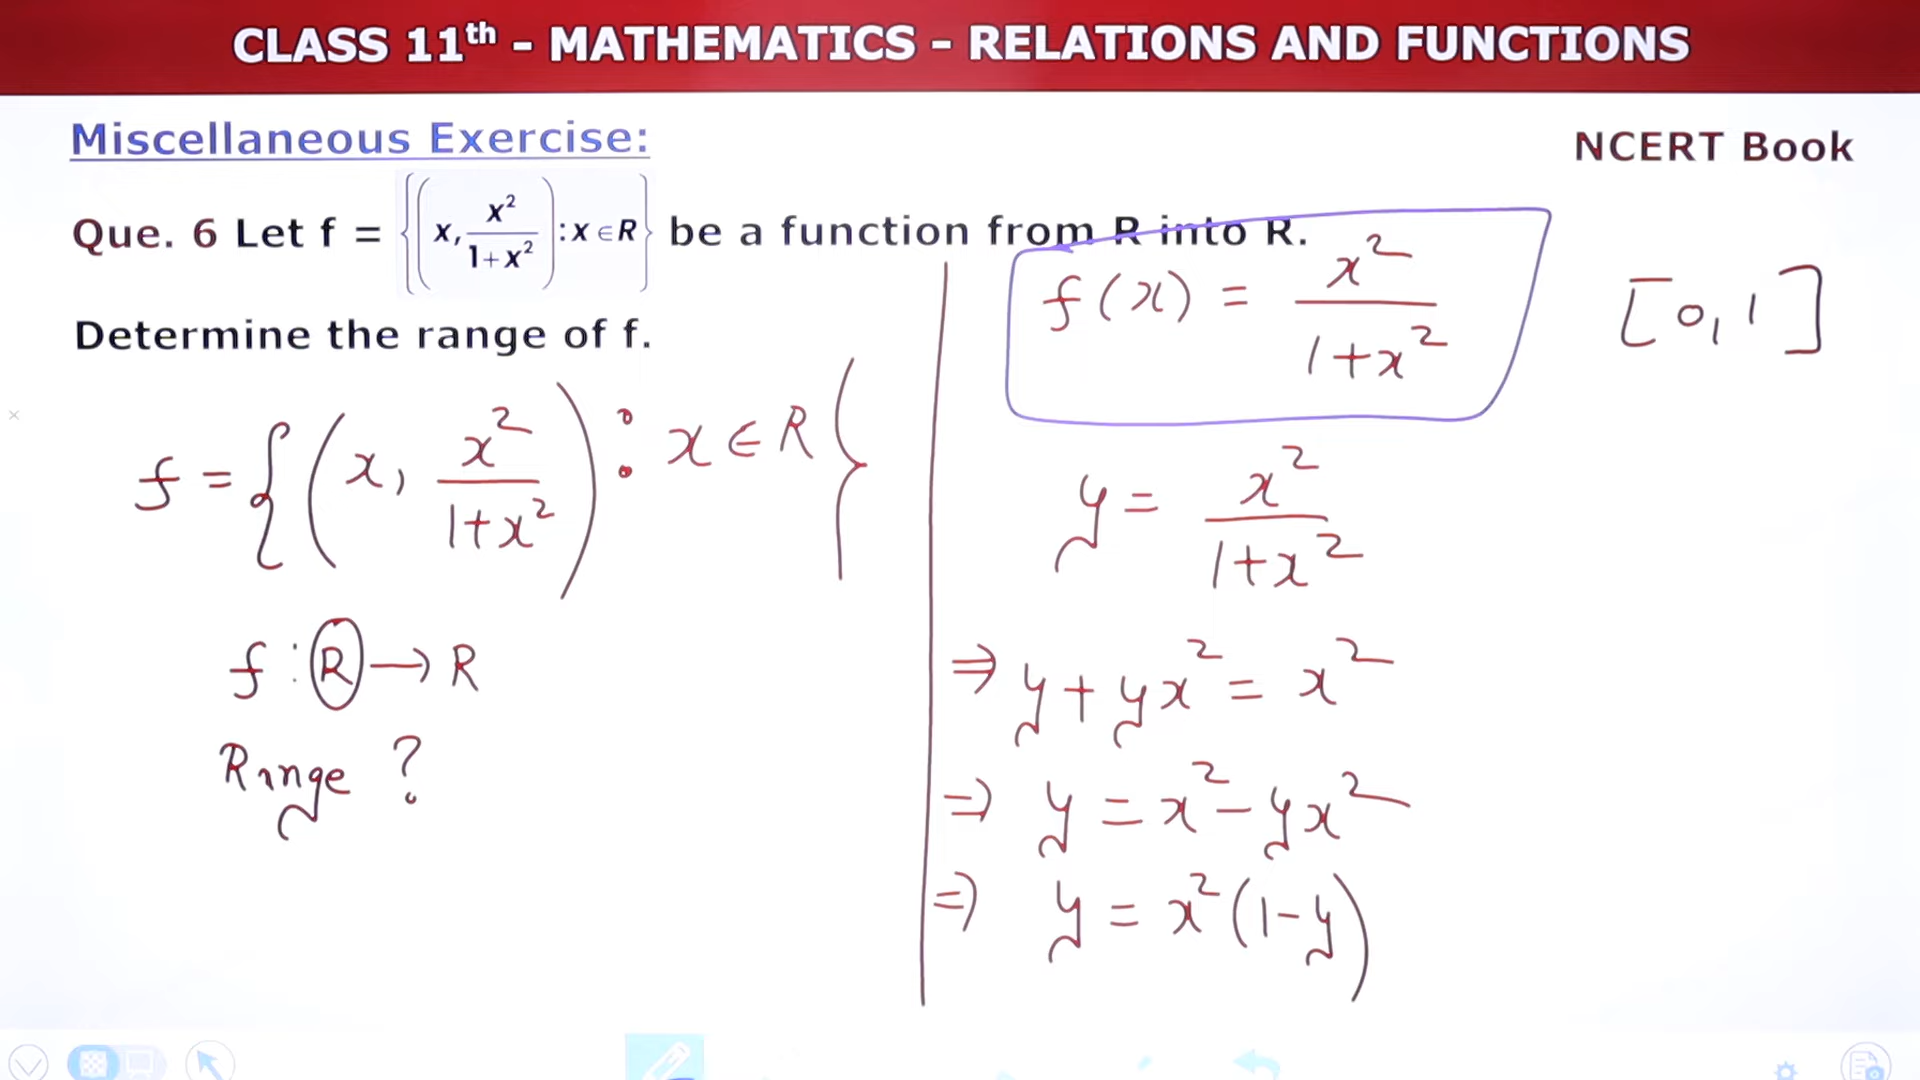 CLASS 11th - MATHEMATICS - RELATIONS AND FUNCTIONS
Miscellaneous Exercise:
NCERT Book
Que. 6 Let f = {(x, x²/(1+x²)) : x ∈ R} be a function from R into R.
Determine the range of f.
f = {(x, x²/(1+x²)) : x ∈ R}
f : R → R
Range ?
f(x) = x²/(1+x²)
[0, 1]
y = x²/(1+x²)
⇒ y + yx² = x²
⇒ y = x² - yx²
⇒ y = x²(1-y)